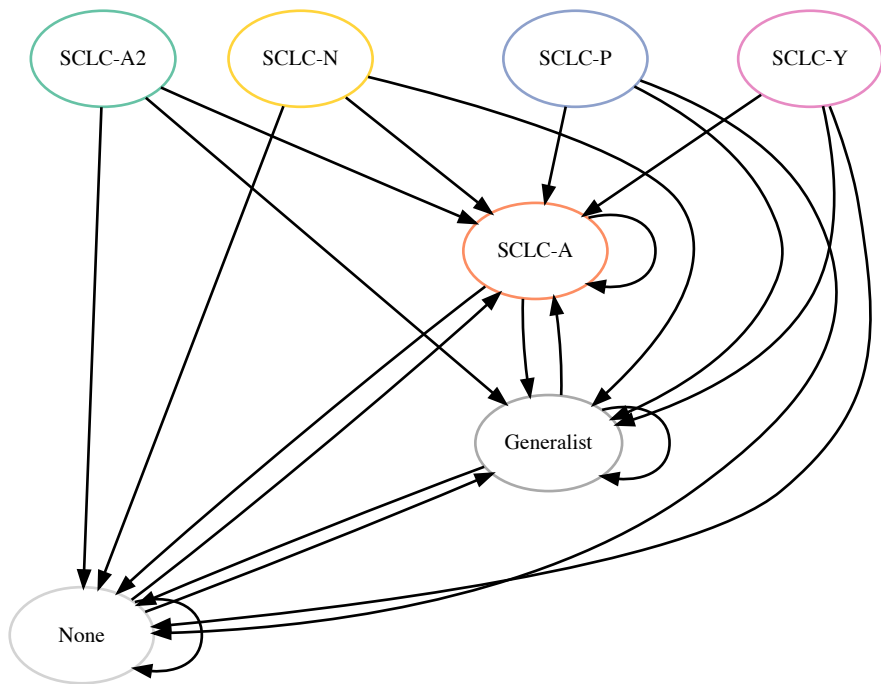 SCLC-A2
SCLC-N
SCLC-P
SCLC-Y
SCLC-A
Generalist
None